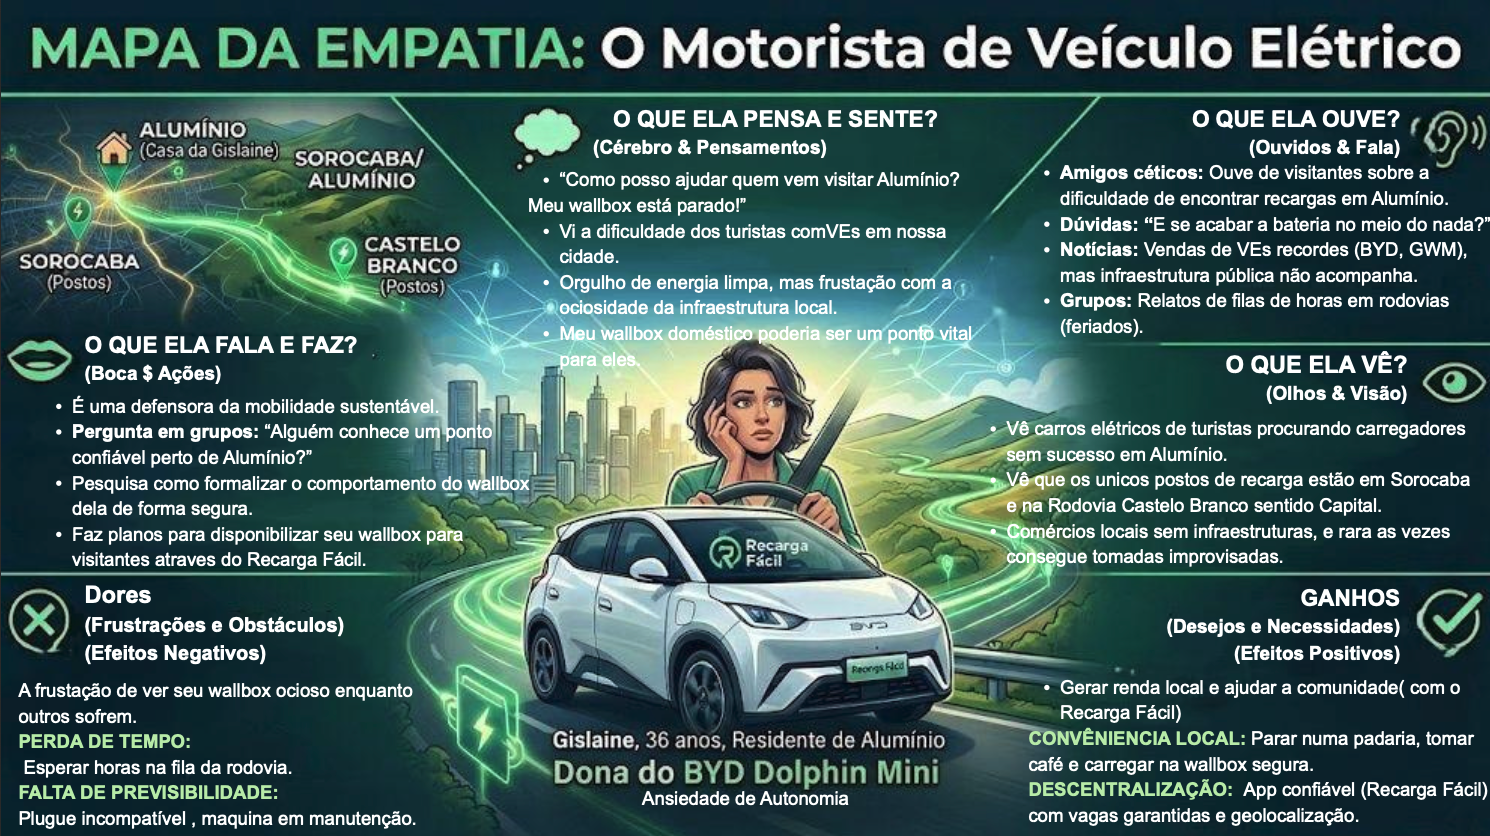 MAPA DA EMPATIA: O Motorista de Veículo Elétrico
ALUMÍNIO
(Casa da Gislaine)
SOROCABA/
ALUMÍNIO
SOROCABA
(Postos)
CASTELO
BRANCO
(Postos)
O QUE ELA PENSA E SENTE?
(Cérebro & Pensamentos)
• “Como posso ajudar quem vem visitar Alumínio?
Meu wallbox está parado!”
• Vi a dificuldade dos turistas comVEs em nossa
cidade.
• Orgulho de energia limpa, mas frustação com a
ociosidade da infraestrutura local.
• Meu wallbox doméstico poderia ser um ponto vital
para eles.
O QUE ELA OUVE?
(Ouvidos & Fala)
• Amigos céticos: Ouve de visitantes sobre a
dificuldade de encontrar recargas em Alumínio.
• Dúvidas: “E se acabar a bateria no meio do nada?”
• Notícias: Vendas de VEs recordes (BYD, GWM),
mas infraestrutura pública não acompanha.
• Grupos: Relatos de filas de horas em rodovias
(feriados).
O QUE ELA FALA E FAZ?
(Boca $ Ações)
• É uma defensora da mobilidade sustentável.
• Pergunta em grupos: “Alguém conhece um ponto
confiável perto de Alumínio?”
• Pesquisa como formalizar o comportamento do wallbox
dela de forma segura.
• Faz planos para disponibilizar seu wallbox para
visitantes atraves do Recarga Fácil.
O QUE ELA VÊ?
(Olhos & Visão)
• Vê carros elétricos de turistas procurando carregadores
sem sucesso em Alumínio.
• Vê que os unicos postos de recarga estão em Sorocaba
e na Rodovia Castelo Branco sentido Capital.
• Comércios locais sem infraestruturas, e rara as vezes
consegue tomadas improvisadas.
Recarga
Fácil
BYD
Recarga Fácil
Dores
(Frustrações e Obstáculos)
(Efeitos Negativos)
A frustação de ver seu wallbox ocioso enquanto
outros sofrem.
PERDA DE TEMPO:
Esperar horas na fila da rodovia.
FALTA DE PREVISIBILIDADE:
Plugue incompatível , maquina em manutenção.
Gislaine, 36 anos, Residente de Alumínio
Dona do BYD Dolphin Mini
Ansiedade de Autonomia
GANHOS
(Desejos e Necessidades)
(Efeitos Positivos)
• Gerar renda local e ajudar a comunidade( com o
Recarga Fácil)
CONVÊNIENCIA LOCAL: Parar numa padaria, tomar
café e carregar na wallbox segura.
DESCENTRALIZAÇÃO: App confiável (Recarga Fácil)
com vagas garantidas e geolocalização.